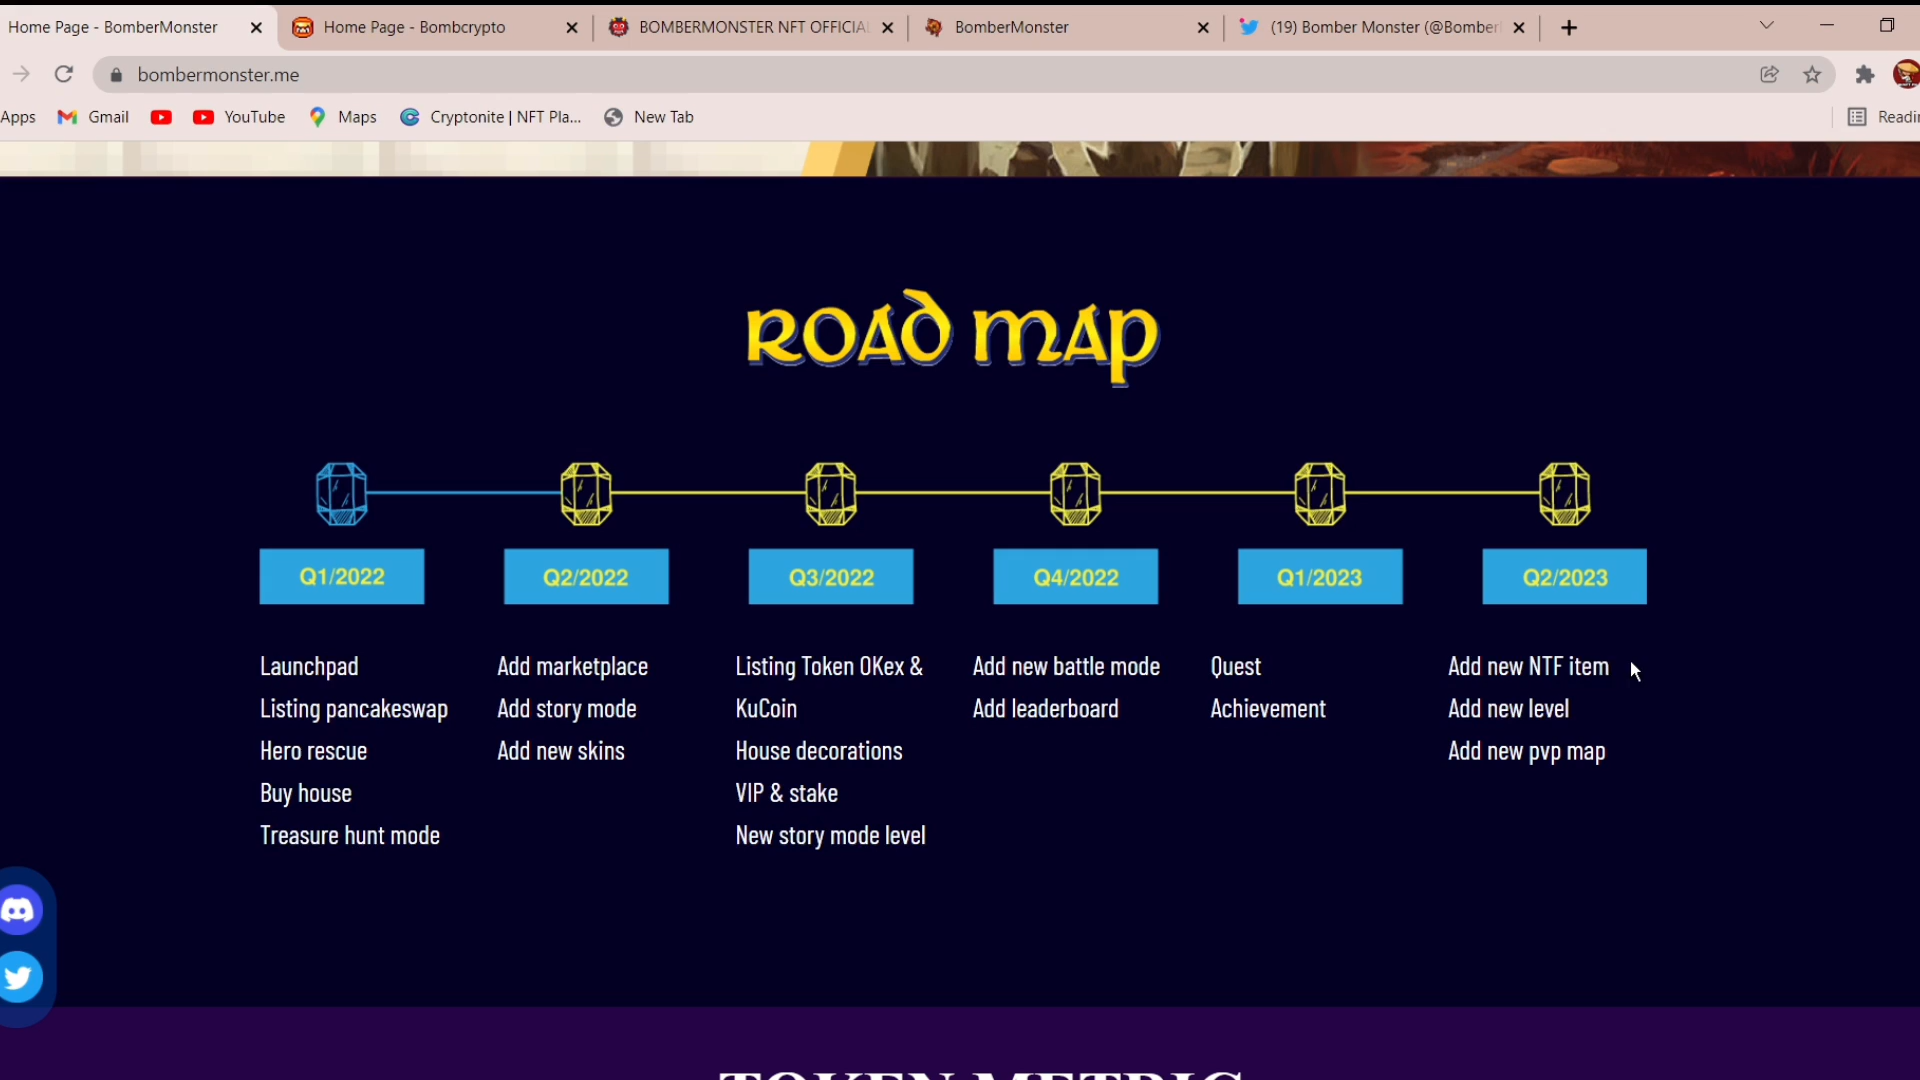 Home Page - BomberMonster
Home Page - Bombcrypto
BOMBERMONSTER NFT OFFICIAL
BomberMonster
(19) Bomber Monster (@Bomber
bombermonster.me
Apps
Gmail
YouTube
Maps
Cryptonite | NFT Pla...
New Tab
Readin
ROAD MAP
Q1/2022
Q2/2022
Q3/2022
Q4/2022
Q1/2023
Q2/2023
Launchpad
Listing pancakeswap
Hero rescue
Buy house
Treasure hunt mode
Add marketplace
Add story mode
Add new skins
Listing Token OKex &
KuCoin
House decorations
VIP & stake
New story mode level
Add new battle mode
Add leaderboard
Quest
Achievement
Add new NTF item
Add new level
Add new pvp map
TOKEN METRIC